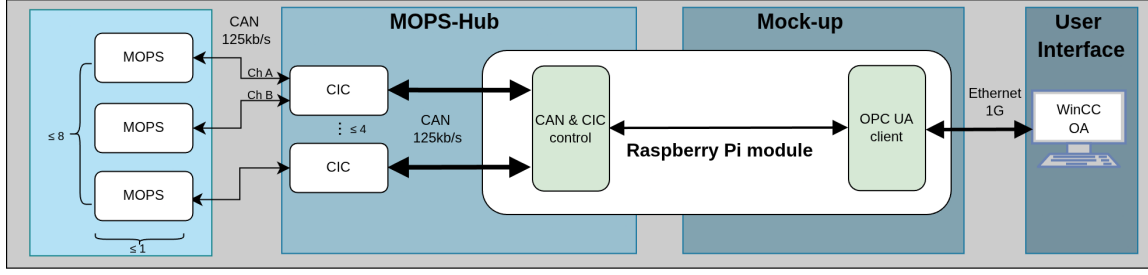 CAN
125kb/s
MOPS-Hub
Mock-up
User
Interface
MOPS
MOPS
MOPS
≤ 8
≤ 1
Ch A
Ch B
CIC
≤ 4
CIC
CAN
125kb/s
CAN & CIC
control
Raspberry Pi module
OPC UA
client
Ethernet
1G
WinCC
OA